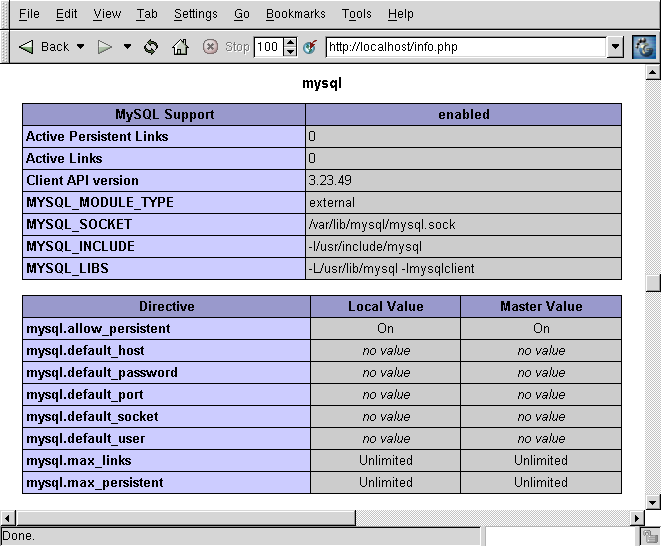 File Edit View Tab Settings Go Bookmarks Tools Help
Back Stop 100 http://localhost/info.php
mysql
MySQL Support enabled
Active Persistent Links 0
Active Links 0
Client API version 3.23.49
MYSQL_MODULE_TYPE external
MYSQL_SOCKET /var/lib/mysql/mysql.sock
MYSQL_INCLUDE -I/usr/include/mysql
MYSQL_LIBS -L/usr/lib/mysql -lmysqlclient
Directive Local Value Master Value
mysql.allow_persistent On On
mysql.default_host no value no value
mysql.default_password no value no value
mysql.default_port no value no value
mysql.default_socket no value no value
mysql.default_user no value no value
mysql.max_links Unlimited Unlimited
mysql.max_persistent Unlimited Unlimited
Done.